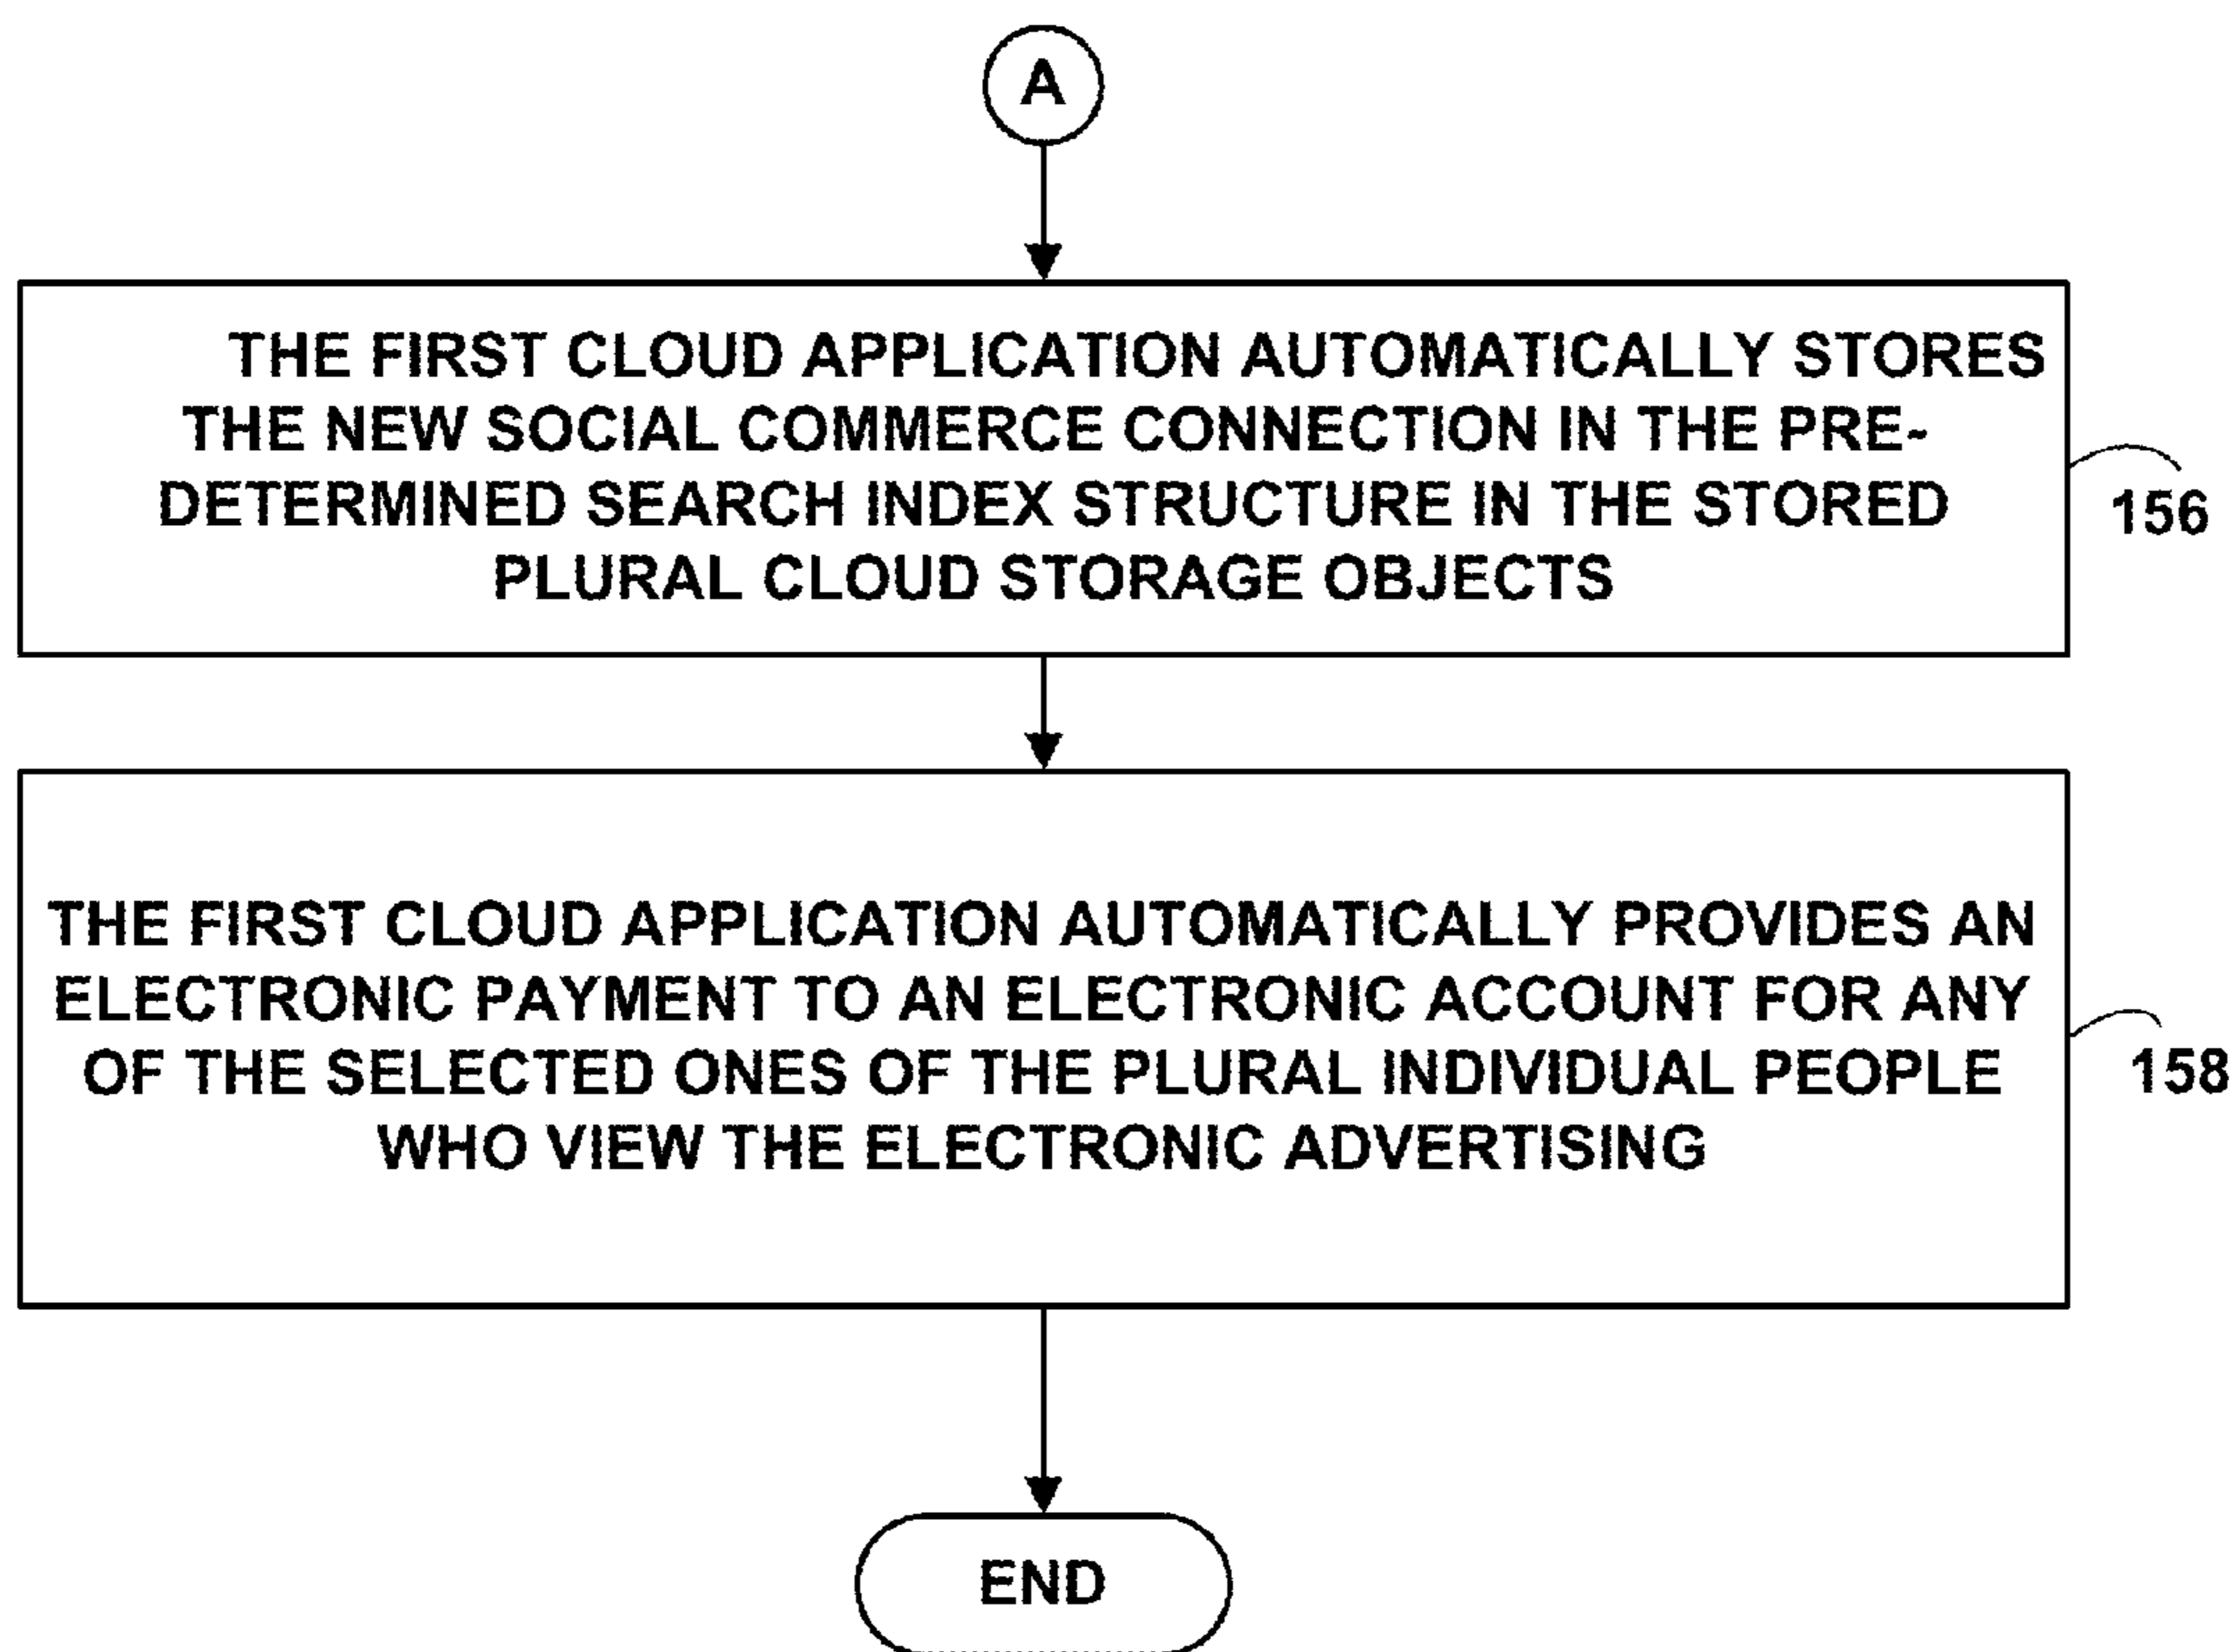 A
THE FIRST CLOUD APPLICATION AUTOMATICALLY STORES
THE NEW SOCIAL COMMERCE CONNECTION IN THE PRE-
DETERMINED SEARCH INDEX STRUCTURE IN THE STORED
PLURAL CLOUD STORAGE OBJECTS
156
THE FIRST CLOUD APPLICATION AUTOMATICALLY PROVIDES AN
ELECTRONIC PAYMENT TO AN ELECTRONIC ACCOUNT FOR ANY
OF THE SELECTED ONES OF THE PLURAL INDIVIDUAL PEOPLE
WHO VIEW THE ELECTRONIC ADVERTISING
158
END